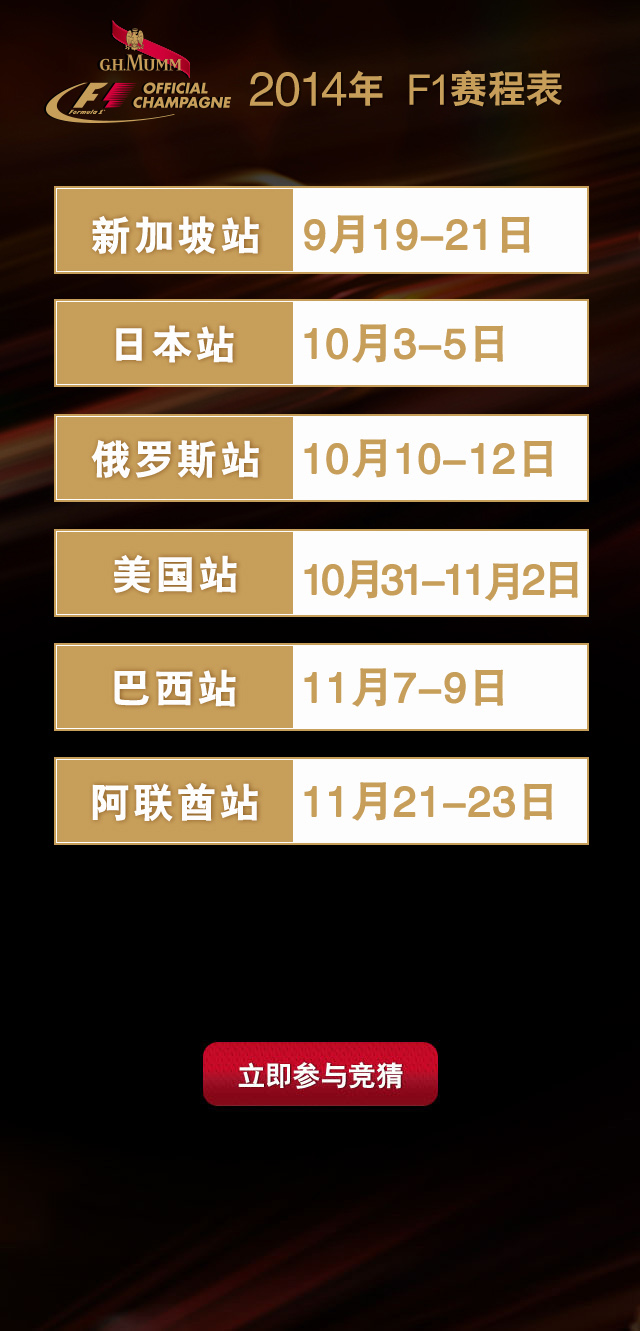 G.H.MUMM
F1 OFFICIAL
CHAMPAGNE
Formula 1
2014年 F1赛程表
新加坡站 9月19-21日
日本站 10月3-5日
俄罗斯站 10月10-12日
美国站 10月31-11月2日
巴西站 11月7-9日
阿联酋站 11月21-23日
立即参与竞猜